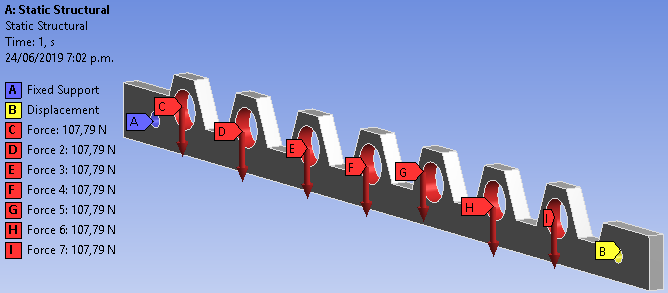 A: Static Structural
Static Structural
Time: 1, s
24/06/2019 7:02 p.m.
A Fixed Support
B Displacement
C Force: 107,79 N
D Force 2: 107,79 N
E Force 3: 107,79 N
F Force 4: 107,79 N
G Force 5: 107,79 N
H Force 6: 107,79 N
I Force 7: 107,79 N
A
C
D
E
F
G
H
I
B